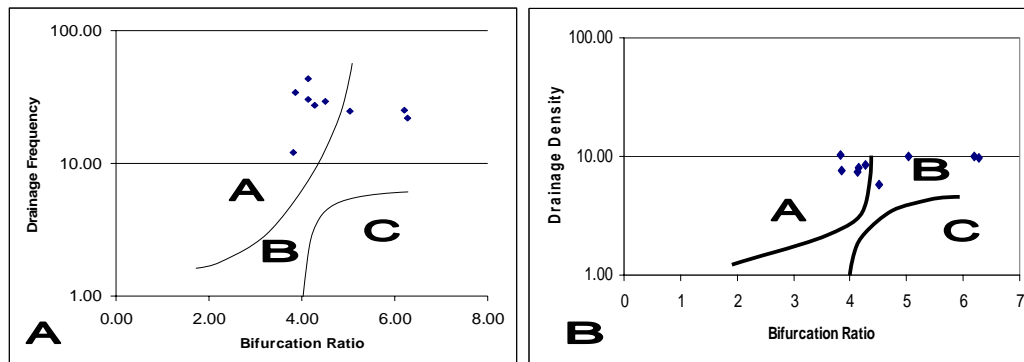 100.00
10.00
1.00
Drainage Frequency
A
B
C
0.00 2.00 4.00 6.00 8.00
Bifurcation Ratio
A
100.00
10.00
1.00
Drainage Density
B
A
C
0 1 2 3 4 5 6 7
Bifurcation Ratio
B